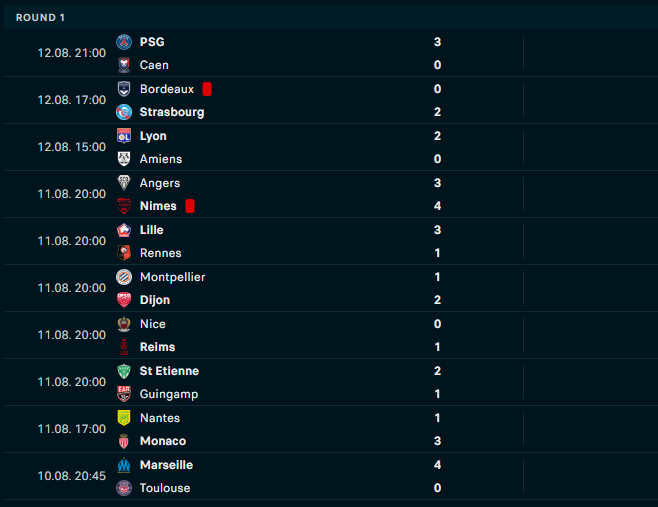 ROUND 1
12.08. 21:00 PSG 3
Caen 0
12.08. 17:00 Bordeaux 0
Strasbourg 2
12.08. 15:00 Lyon 2
Amiens 0
11.08. 20:00 Angers 3
Nimes 4
11.08. 20:00 Lille 3
Rennes 1
11.08. 20:00 Montpellier 1
Dijon 2
11.08. 20:00 Nice 0
Reims 1
11.08. 20:00 St Etienne 2
Guingamp 1
11.08. 17:00 Nantes 1
Monaco 3
10.08. 20:45 Marseille 4
Toulouse 0